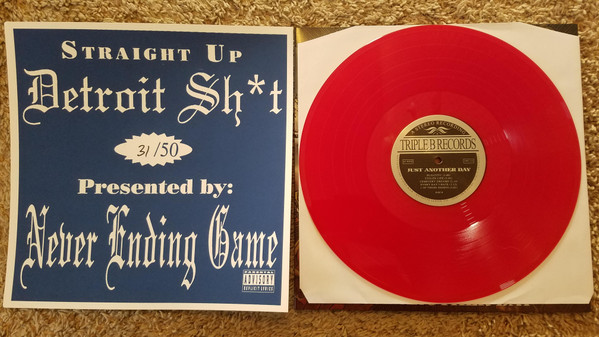 Straight Up
Detroit Sh*t
31/50
Presented by:
Never Ending Game
PARENTAL
ADVISORY
EXPLICIT LYRICS
STEREO RECORDING
TRIPLE B RECORDS
JUST ANOTHER DAY